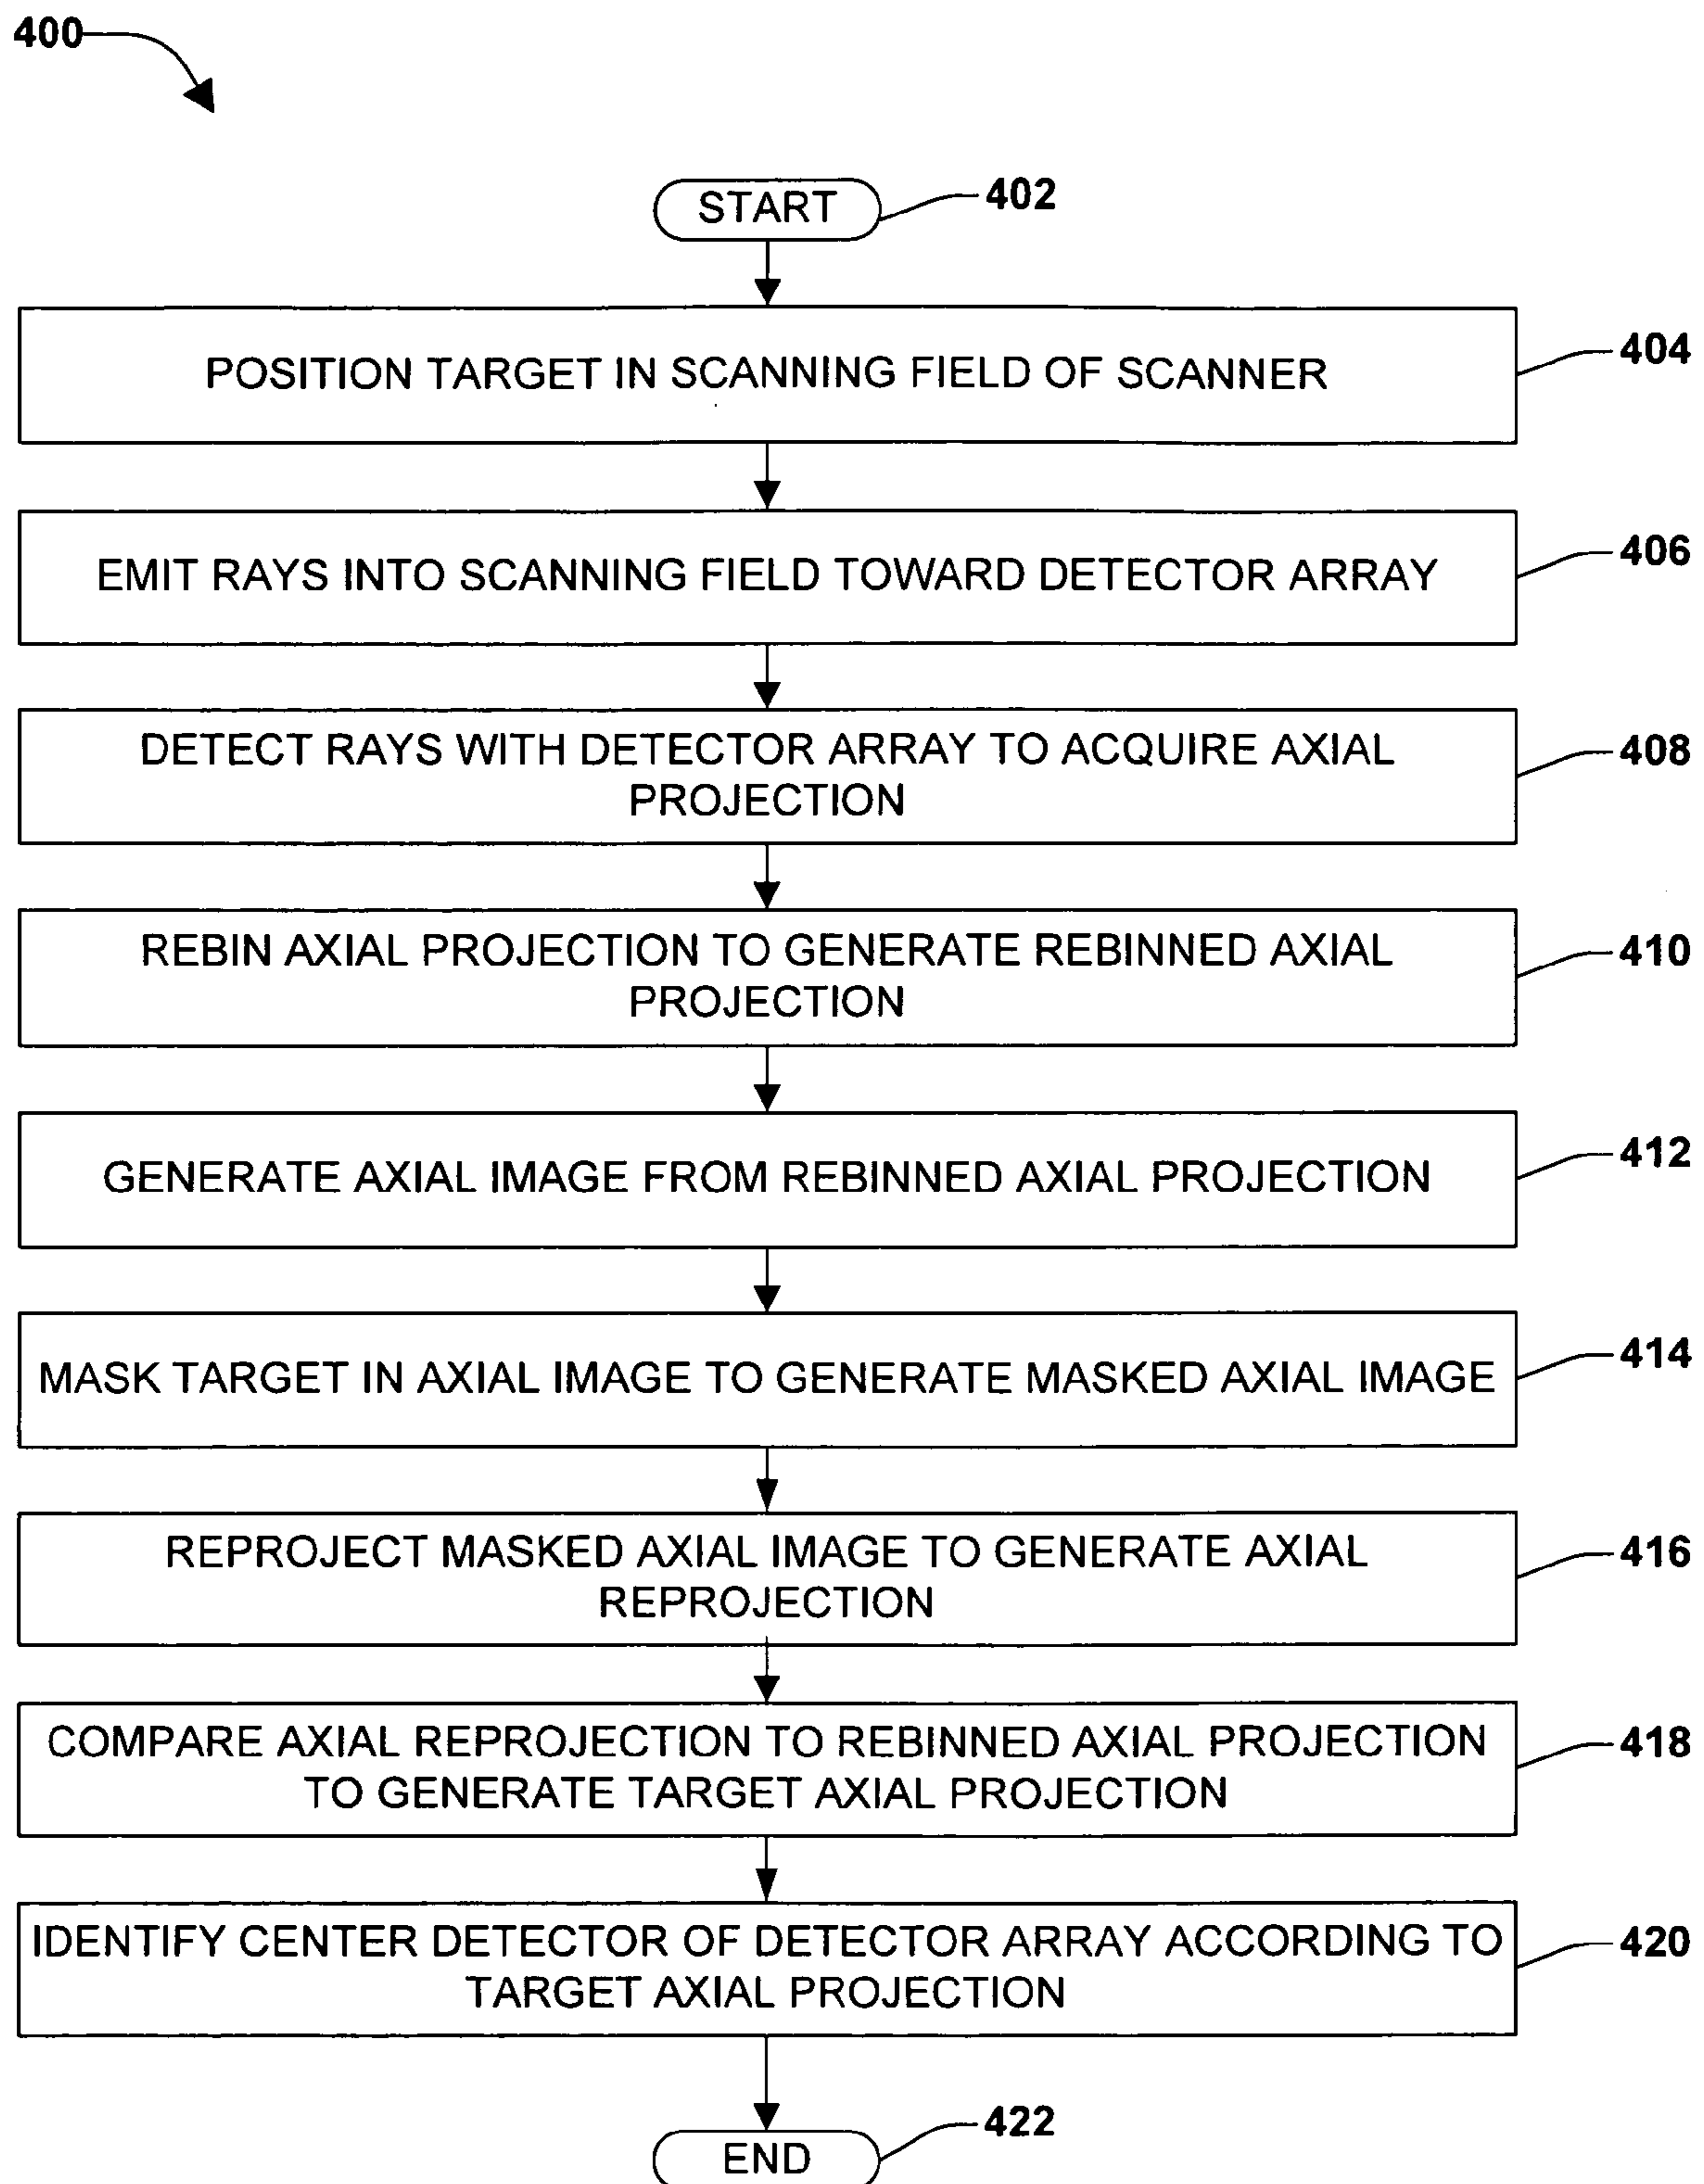 400
START
402
POSITION TARGET IN SCANNING FIELD OF SCANNER
404
EMIT RAYS INTO SCANNING FIELD TOWARD DETECTOR ARRAY
406
DETECT RAYS WITH DETECTOR ARRAY TO ACQUIRE AXIAL
PROJECTION
408
REBIN AXIAL PROJECTION TO GENERATE REBINNED AXIAL
PROJECTION
410
GENERATE AXIAL IMAGE FROM REBINNED AXIAL PROJECTION
412
MASK TARGET IN AXIAL IMAGE TO GENERATE MASKED AXIAL IMAGE
414
REPROJECT MASKED AXIAL IMAGE TO GENERATE AXIAL
REPROJECTION
416
COMPARE AXIAL REPROJECTION TO REBINNED AXIAL PROJECTION
TO GENERATE TARGET AXIAL PROJECTION
418
IDENTIFY CENTER DETECTOR OF DETECTOR ARRAY ACCORDING TO
TARGET AXIAL PROJECTION
420
END
422